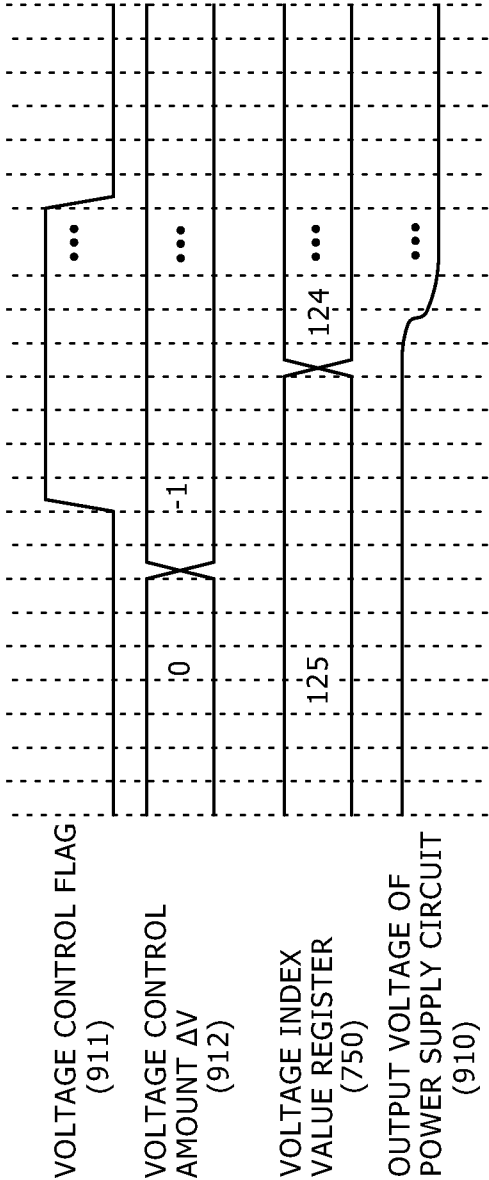 VOLTAGE CONTROL FLAG
(911)
VOLTAGE CONTROL
AMOUNT ΔV
(912)
0
-1
•••
VOLTAGE INDEX
VALUE REGISTER
(750)
125
124
•••
OUTPUT VOLTAGE OF
POWER SUPPLY CIRCUIT
(910)
•••